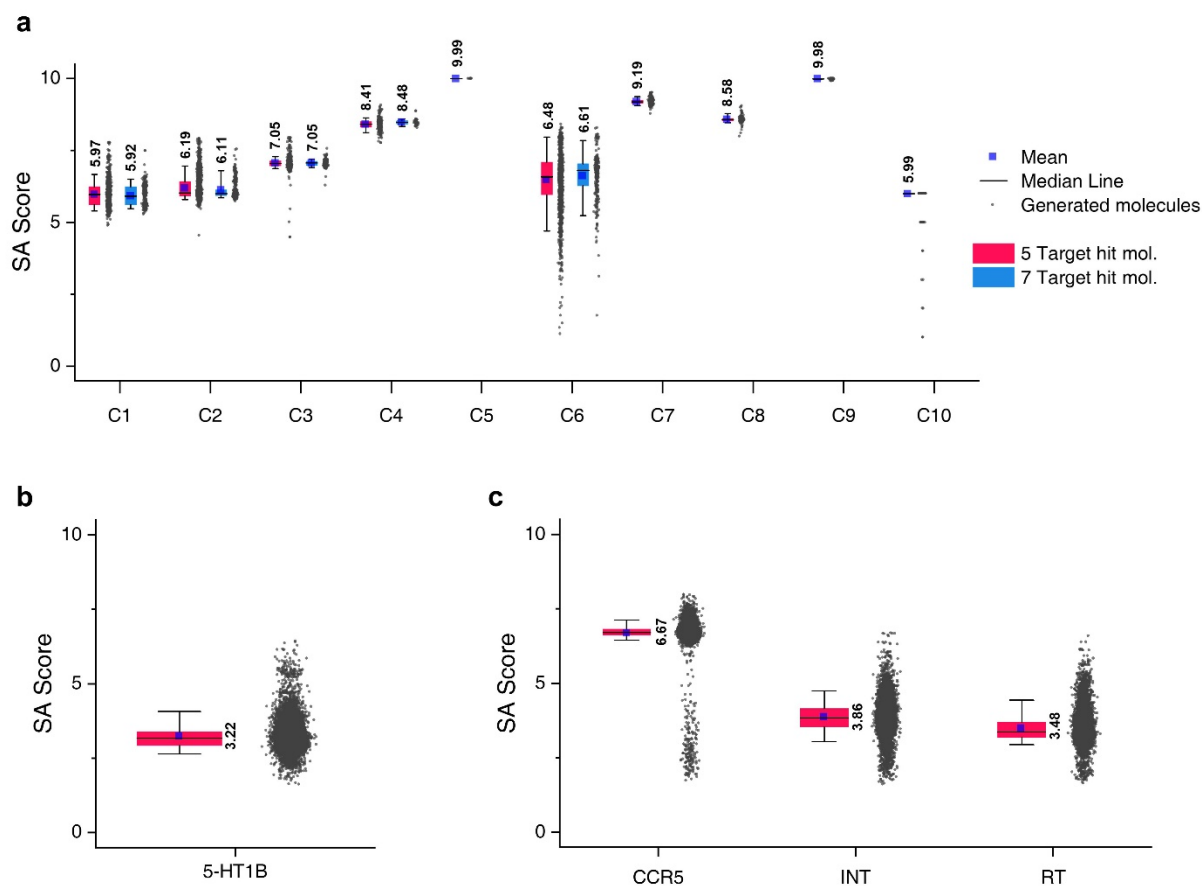 a
SA Score
10
5
0
5.97
5.92
6.19
6.11
7.05
7.05
8.41
8.48
9.99
6.48
6.61
9.19
8.58
9.98
5.99
C1 C2 C3 C4 C5 C6 C7 C8 C9 C10
Mean
Median Line
Generated molecules
5 Target hit mol.
7 Target hit mol.
b
SA Score
10
5
0
3.22
5-HT1B
c
SA Score
10
5
0
6.67
3.86
3.48
CCR5 INT RT